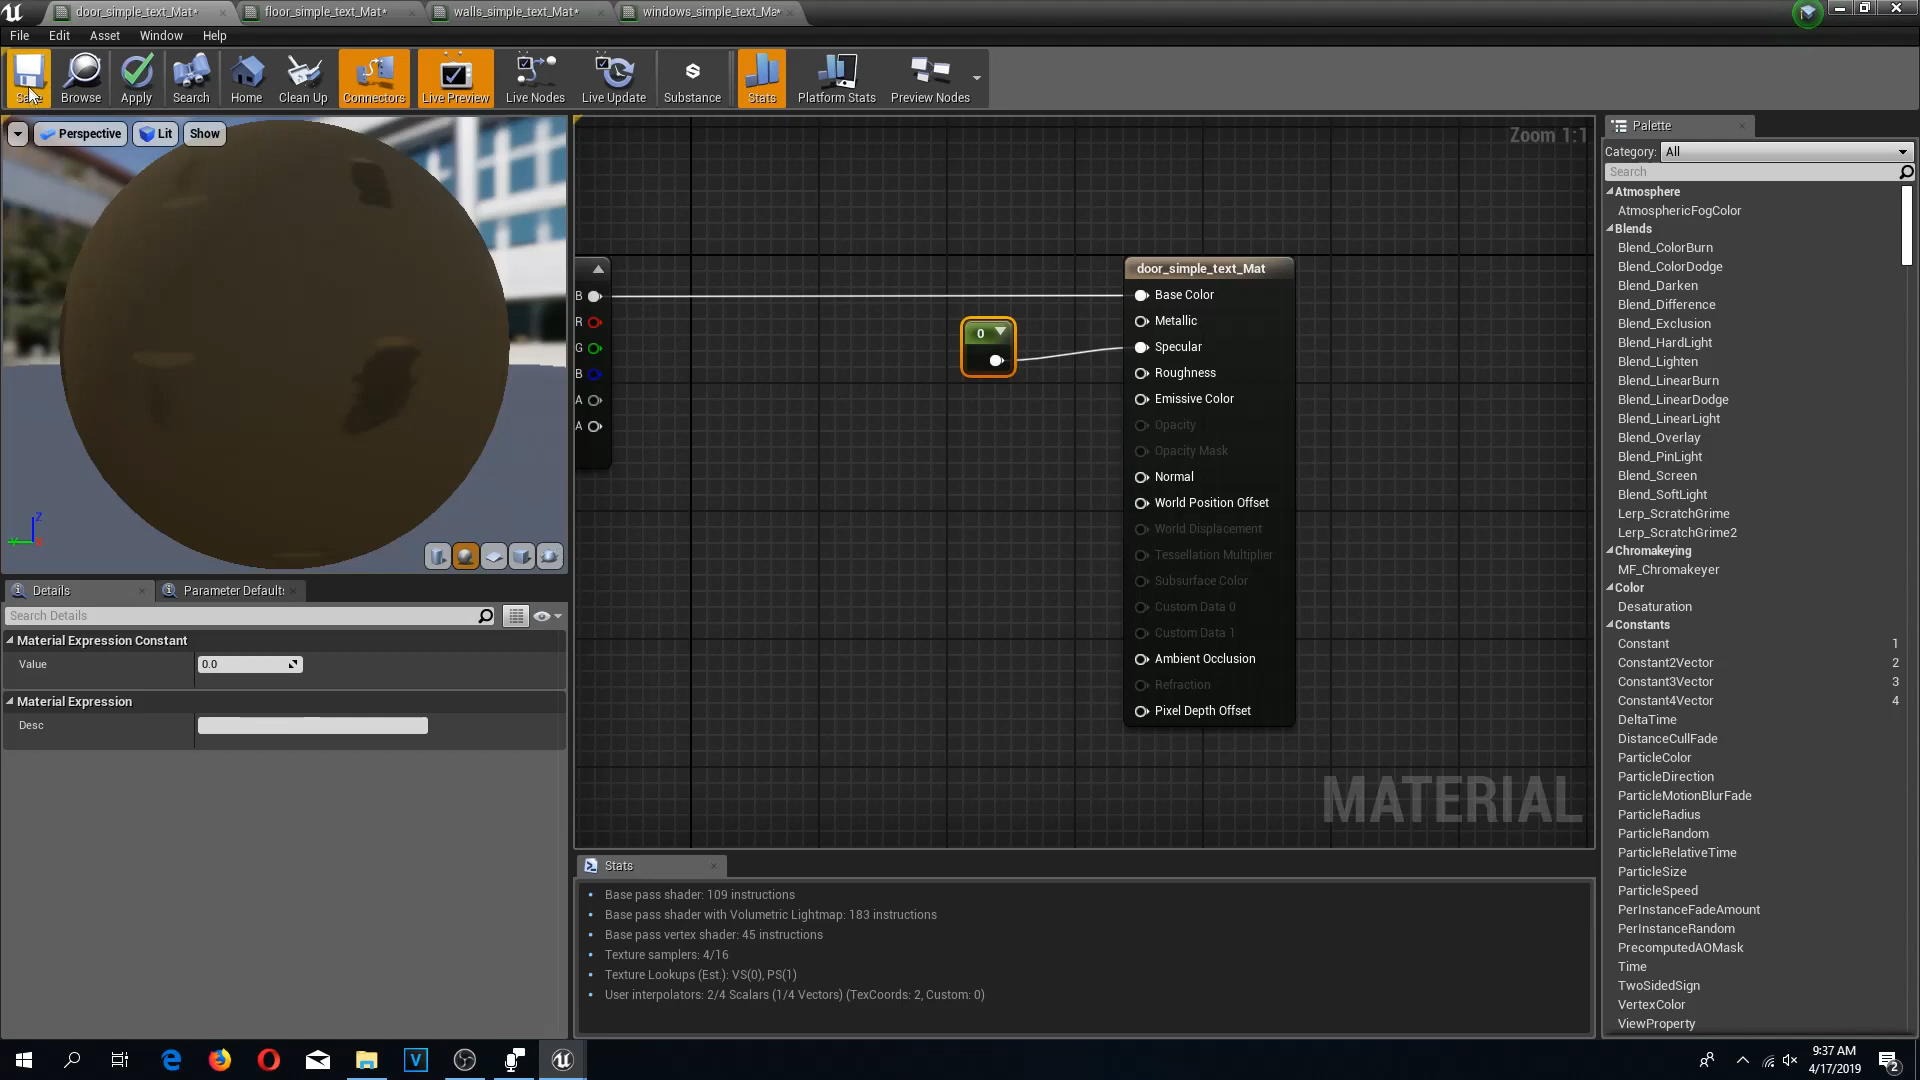 door_simple_text_Mat*
floor_simple_text_Mat*
walls_simple_text_Mat*
windows_simple_text_Ma*
File Edit Asset Window Help
Save Browse Apply Search Home Clean Up Connectors Live Preview Live Nodes Live Update Substance Stats Platform Stats Preview Nodes
Perspective Lit Show
Zoom 1:1
Z
Y
B
R
G
B
A
A
0
door_simple_text_Mat
Base Color
Metallic
Specular
Roughness
Emissive Color
Opacity
Opacity Mask
Normal
World Position Offset
World Displacement
Tessellation Multiplier
Subsurface Color
Custom Data 0
Custom Data 1
Ambient Occlusion
Refraction
Pixel Depth Offset
MATERIAL
Details
Parameter Defaults
Search Details
Material Expression Constant
Value 0.0
Material Expression
Desc
Stats
Base pass shader: 109 instructions
Base pass shader with Volumetric Lightmap: 183 instructions
Base pass vertex shader: 45 instructions
Texture samplers: 4/16
Texture Lookups (Est.): VS(0), PS(1)
User interpolators: 2/4 Scalars (1/4 Vectors) (TexCoords: 2, Custom: 0)
Palette
Category: All
Search
Atmosphere
AtmosphericFogColor
Blends
Blend_ColorBurn
Blend_ColorDodge
Blend_Darken
Blend_Difference
Blend_Exclusion
Blend_HardLight
Blend_Lighten
Blend_LinearBurn
Blend_LinearDodge
Blend_LinearLight
Blend_Overlay
Blend_PinLight
Blend_Screen
Blend_SoftLight
Lerp_ScratchGrime
Lerp_ScratchGrime2
Chromakeying
MF_Chromakeyer
Color
Desaturation
Constants
Constant 1
Constant2Vector 2
Constant3Vector 3
Constant4Vector 4
DeltaTime
DistanceCullFade
ParticleColor
ParticleDirection
ParticleMotionBlurFade
ParticleRadius
ParticleRandom
ParticleRelativeTime
ParticleSize
ParticleSpeed
PerInstanceFadeAmount
PerInstanceRandom
PrecomputedAOMask
Time
TwoSidedSign
VertexColor
ViewProperty
9:37 AM
4/17/2019
2